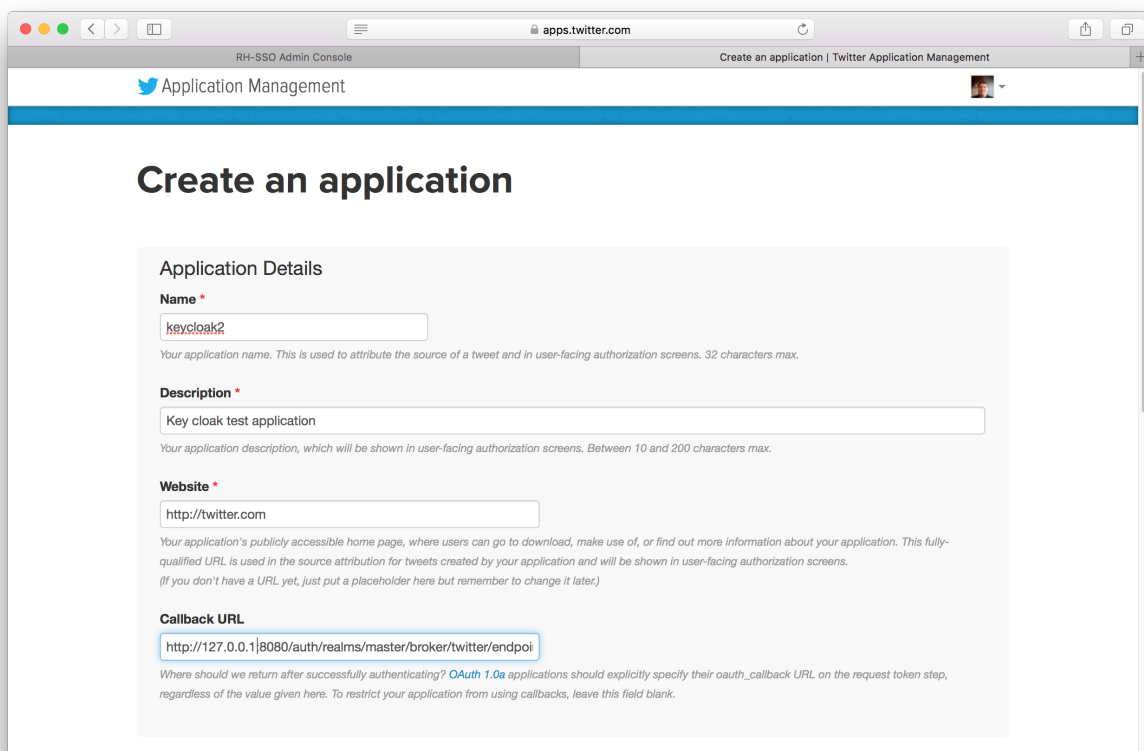 apps.twitter.com
RH-SSO Admin Console
Create an application | Twitter Application Management
Application Management
Create an application
Application Details
Name *
keycloak2
Your application name. This is used to attribute the source of a tweet and in user-facing authorization screens. 32 characters max.
Description *
Key cloak test application
Your application description, which will be shown in user-facing authorization screens. Between 10 and 200 characters max.
Website *
http://twitter.com
Your application's publicly accessible home page, where users can go to download, make use of, or find out more information about your application. This fully-
qualified URL is used in the source attribution for tweets created by your application and will be shown in user-facing authorization screens.
(If you don't have a URL yet, just put a placeholder here but remember to change it later.)
Callback URL
http://127.0.0.1:8080/auth/realms/master/broker/twitter/endpoi
Where should we return after successfully authenticating? OAuth 1.0a applications should explicitly specify their oauth_callback URL on the request token step,
regardless of the value given here. To restrict your application from using callbacks, leave this field blank.